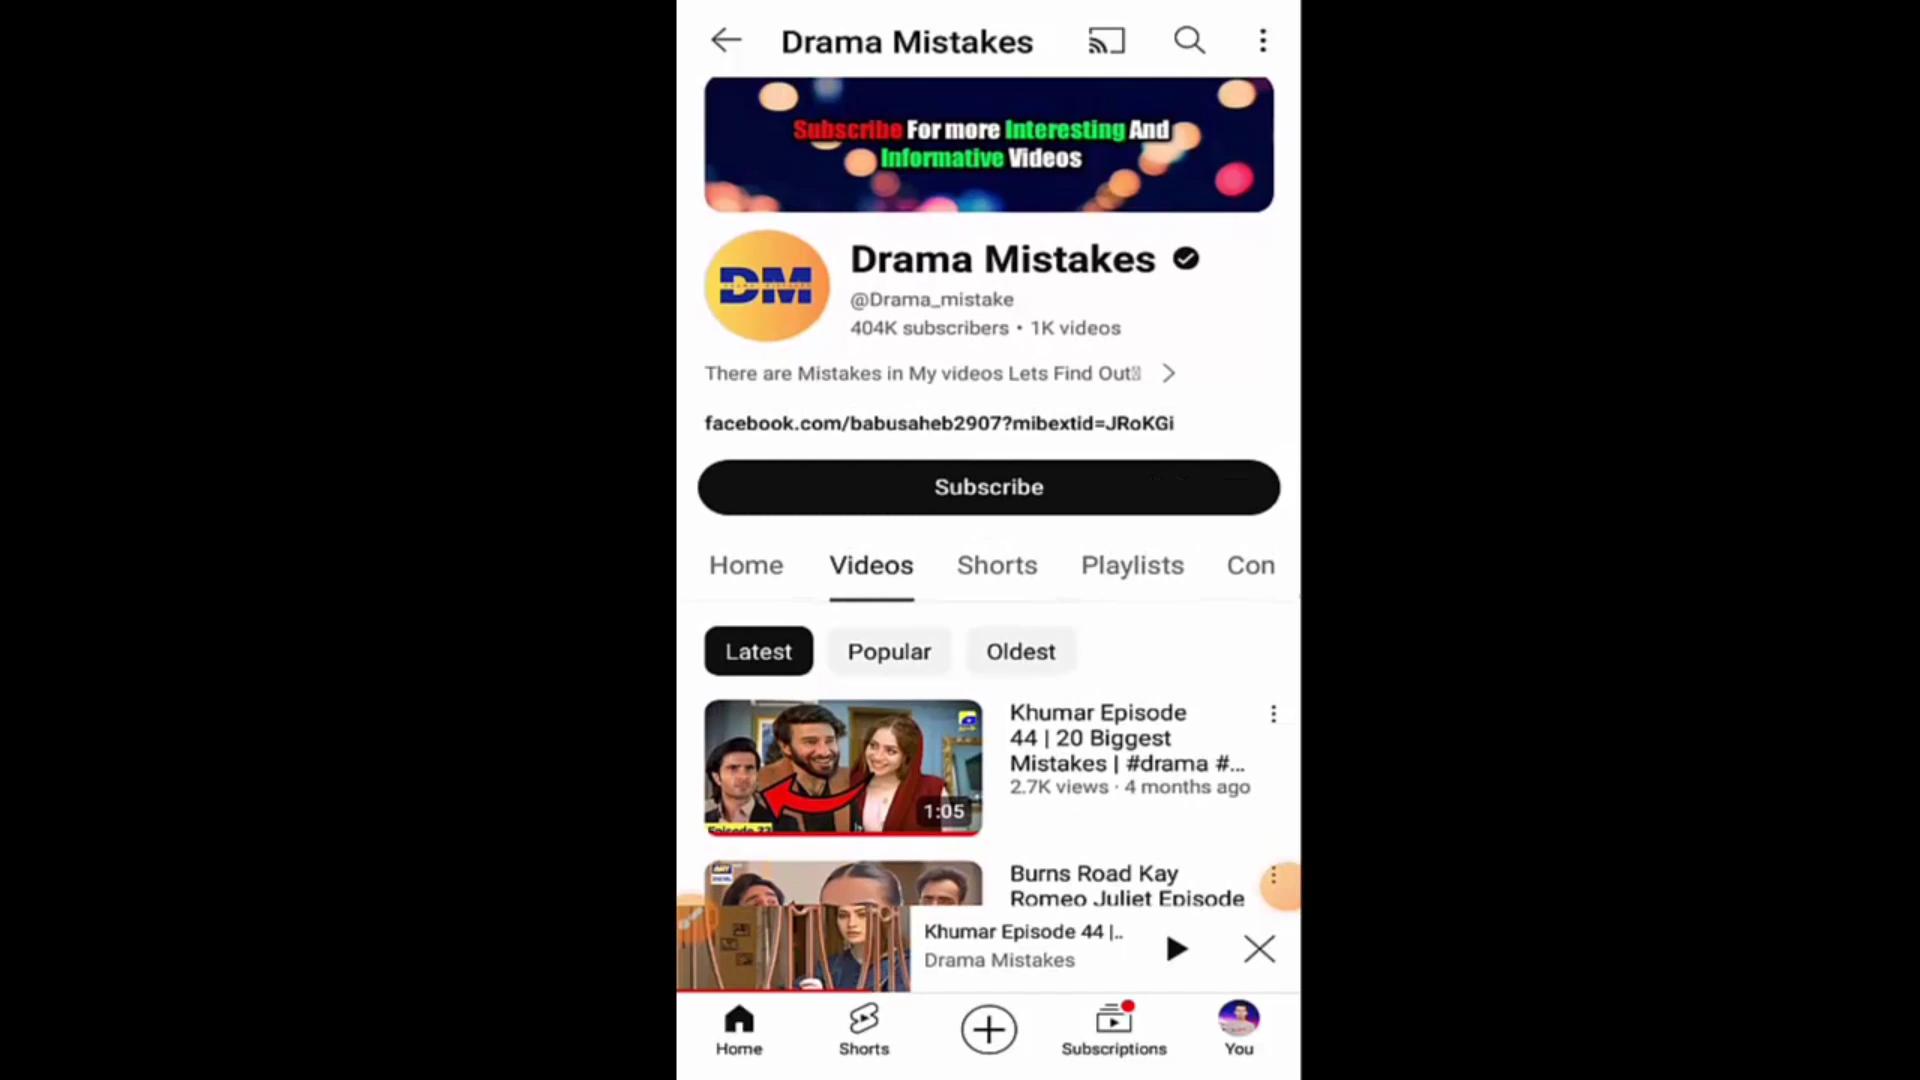 Drama Mistakes
Subscribe For more Interesting And
Informative Videos
DM
Drama Mistakes
@Drama_mistake
404K subscribers • 1K videos
There are Mistakes in My videos Lets Find Out
facebook.com/babusaheb2907?mibextid=JRoKGi
Subscribe
Home Videos Shorts Playlists Con
Latest Popular Oldest
Khumar Episode
44 | 20 Biggest
Mistakes | #drama #...
2.7K views · 4 months ago
1:05
Burns Road Kay
Romeo Juliet Episode
Khumar Episode 44 |..
Drama Mistakes
Home Shorts Subscriptions You